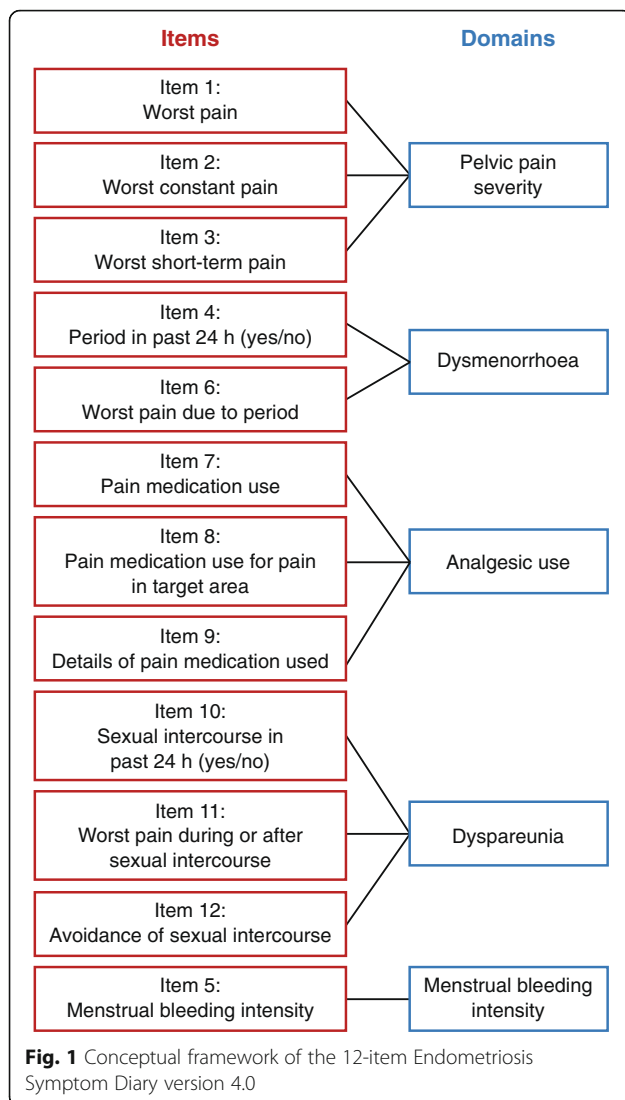 Items
Domains
Item 1:
Worst pain
Item 2:
Worst constant pain
Item 3:
Worst short-term pain
Pelvic pain
severity
Item 4:
Period in past 24 h (yes/no)
Item 6:
Worst pain due to period
Dysmenorrhoea
Item 7:
Pain medication use
Item 8:
Pain medication use for pain
in target area
Item 9:
Details of pain medication used
Analgesic use
Item 10:
Sexual intercourse in
past 24 h (yes/no)
Item 11:
Worst pain during or after
sexual intercourse
Item 12:
Avoidance of sexual intercourse
Dyspareunia
Item 5:
Menstrual bleeding intensity
Menstrual bleeding
intensity
Fig. 1 Conceptual framework of the 12-item Endometriosis
Symptom Diary version 4.0